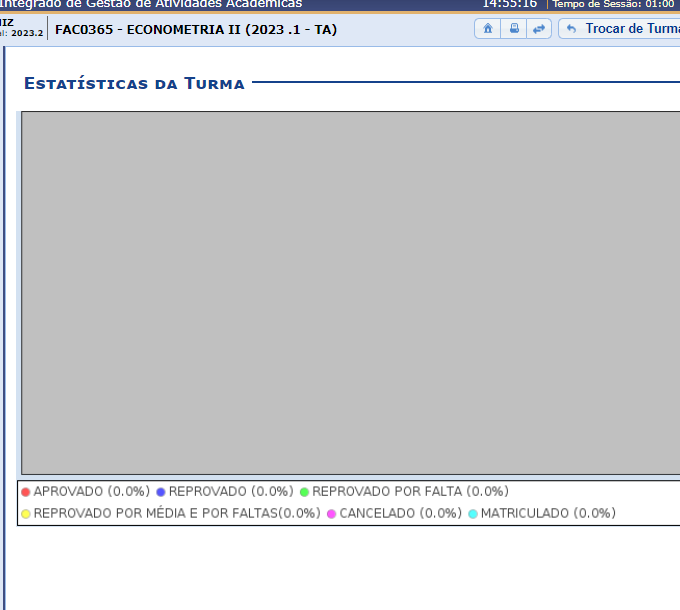 Integrado de Gestão de Atividades Acadêmicas 14:55:16 Tempo de Sessão: 01:00
IZ
l: 2023.2 FAC0365 - ECONOMETRIA II (2023 .1 - TA) Trocar de Turma
ESTATÍSTICAS DA TURMA
APROVADO (0.0%) REPROVADO (0.0%) REPROVADO POR FALTA (0.0%)
REPROVADO POR MÉDIA E POR FALTAS(0.0%) CANCELADO (0.0%) MATRICULADO (0.0%)